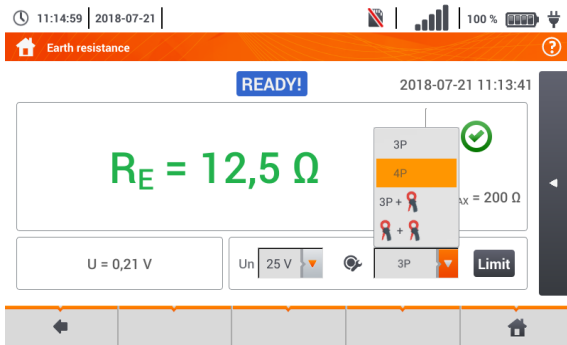 11:14:59 2018-07-21 100 %
Earth resistance ?
READY! 2018-07-21 11:13:41
3P
4P
3P +
+
RE = 12,5 Ω
AX = 200 Ω
U = 0,21 V
Un 25 V 3P Limit